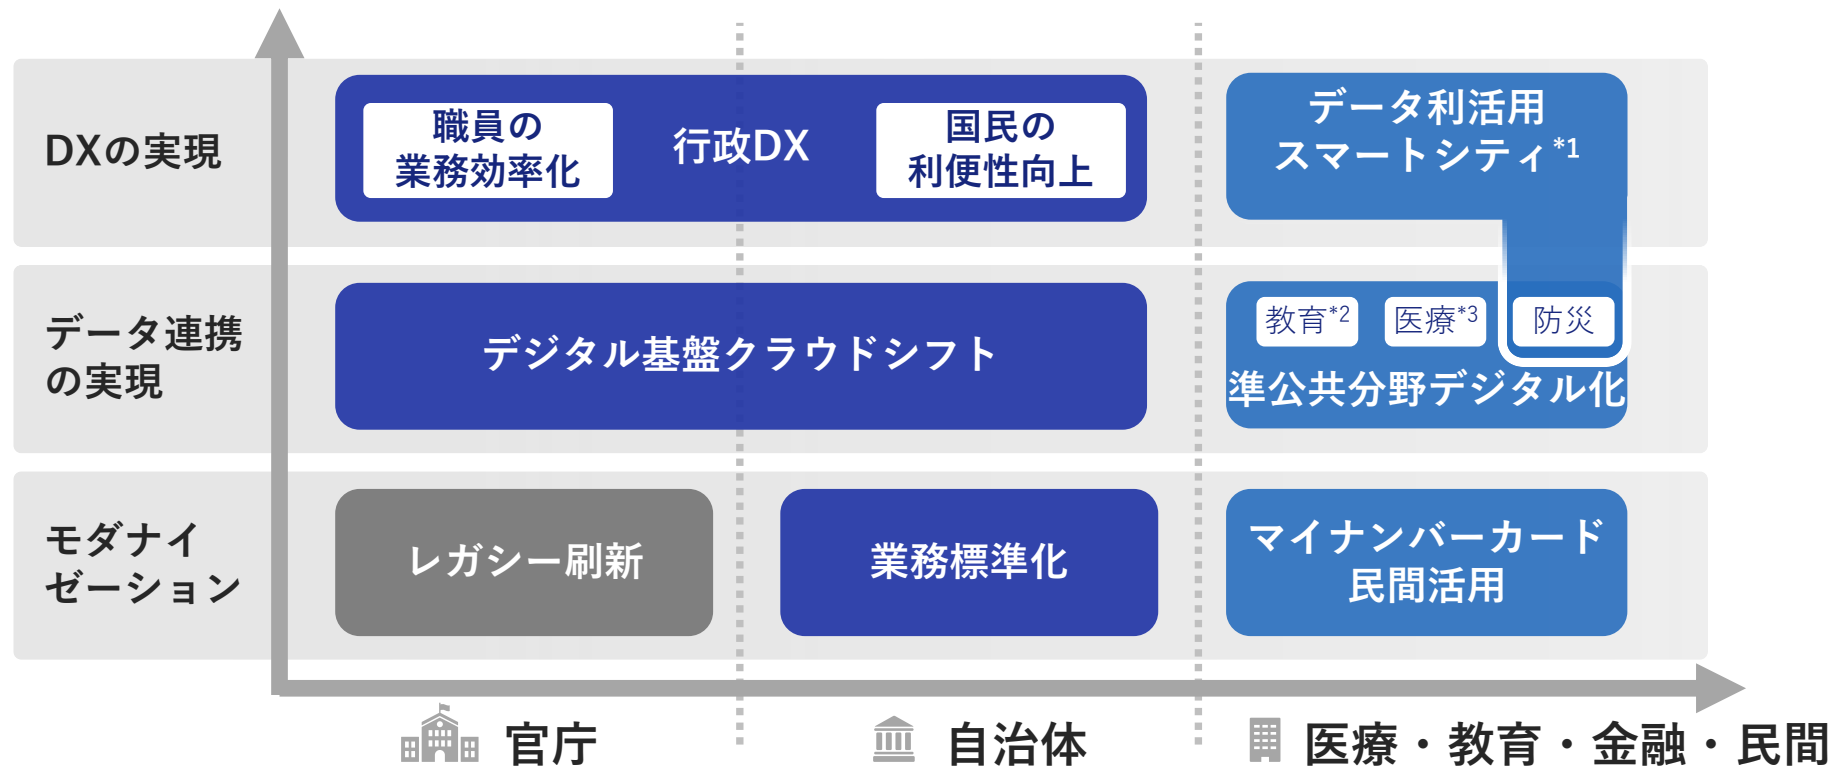 DXの実現
職員の
業務効率化
行政DX
国民の
利便性向上
データ利活用
スマートシティ*1
データ連携
の実現
デジタル基盤クラウドシフト
教育*2
医療*3
防災
準公共分野デジタル化
モダナイ
ゼーション
レガシー刷新
業務標準化
マイナンバーカード
民間活用
官庁
自治体
医療・教育・金融・民間